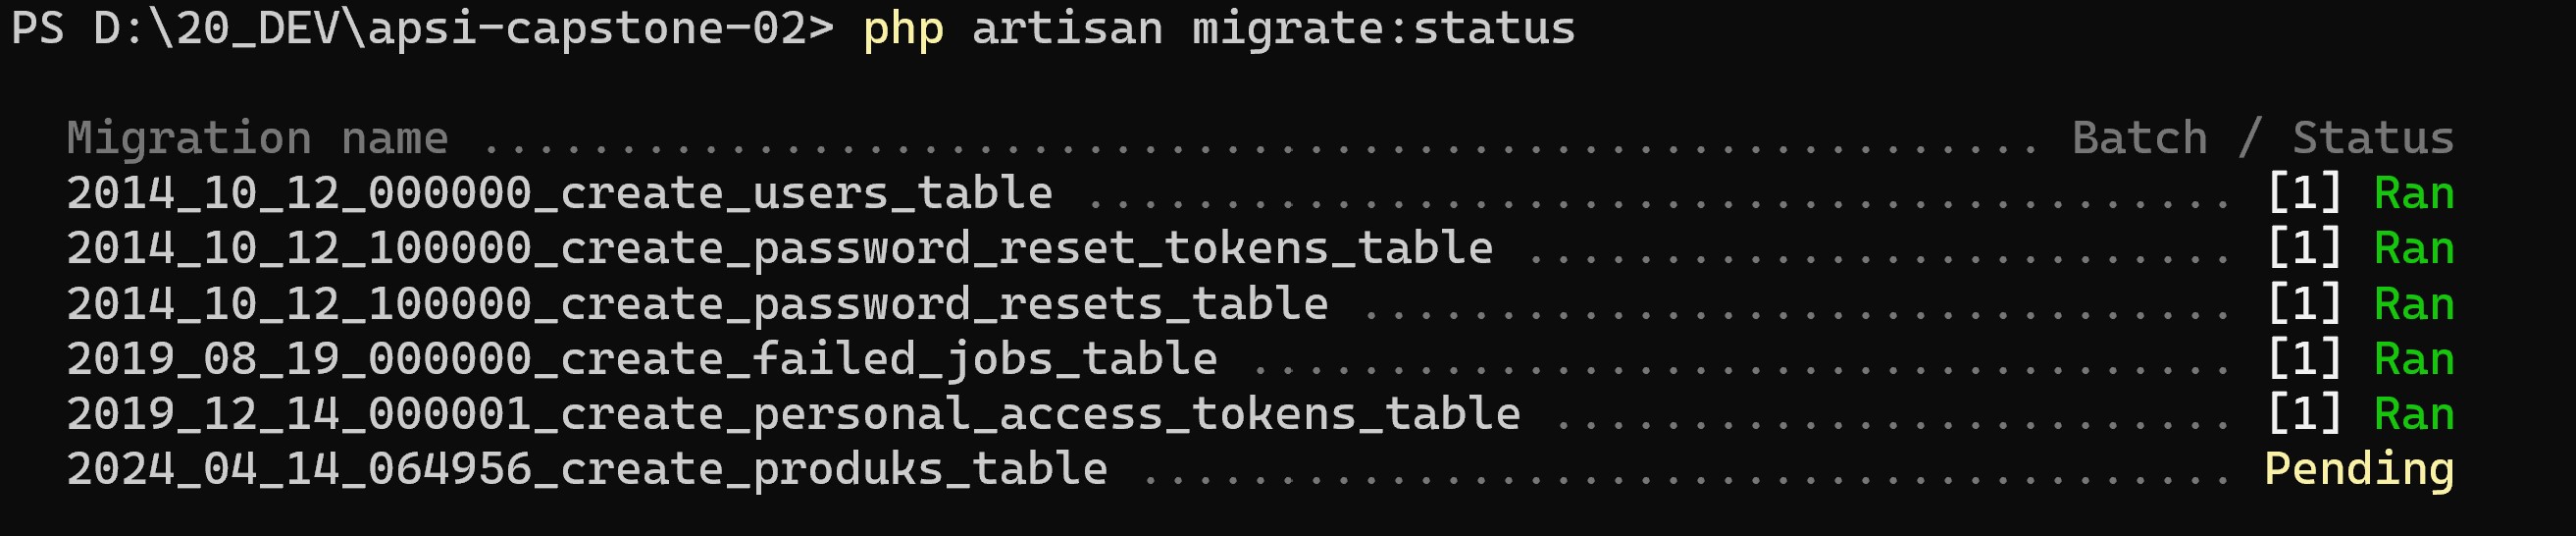 PS D:\20_DEV\apsi-capstone-02> php artisan migrate:status
Migration name ......................................................... Batch / Status
2014_10_12_000000_create_users_table .......................................... [1] Ran
2014_10_12_100000_create_password_reset_tokens_table .......................... [1] Ran
2014_10_12_100000_create_password_resets_table ................................ [1] Ran
2019_08_19_000000_create_failed_jobs_table .................................... [1] Ran
2019_12_14_000001_create_personal_access_tokens_table ......................... [1] Ran
2024_04_14_064956_create_produks_table ........................................ Pending